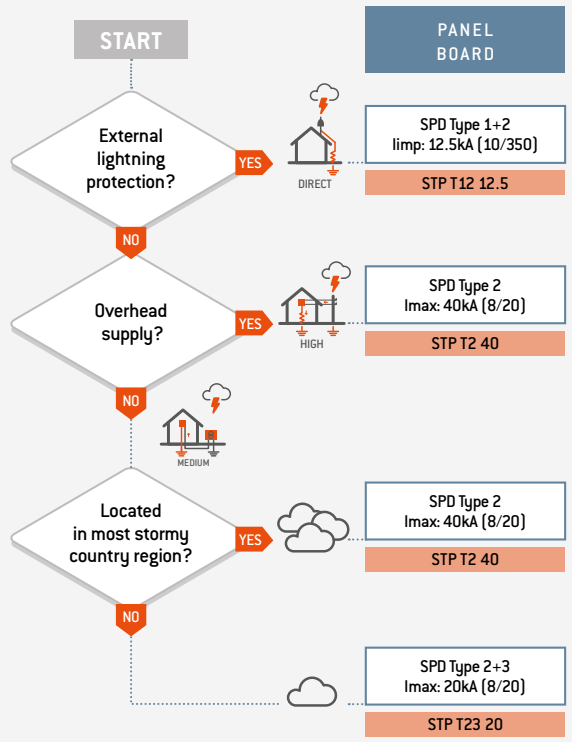 START
PANEL
BOARD
External
lightning
protection?
YES
DIRECT
SPD Type 1+2
Iimp: 12.5kA (10/350)
STP T12 12.5
NO
Overhead
supply?
YES
HIGH
SPD Type 2
Imax: 40kA (8/20)
STP T2 40
NO
MEDIUM
Located
in most stormy
country region?
YES
SPD Type 2
Imax: 40kA (8/20)
STP T2 40
NO
SPD Type 2+3
Imax: 20kA (8/20)
STP T23 20